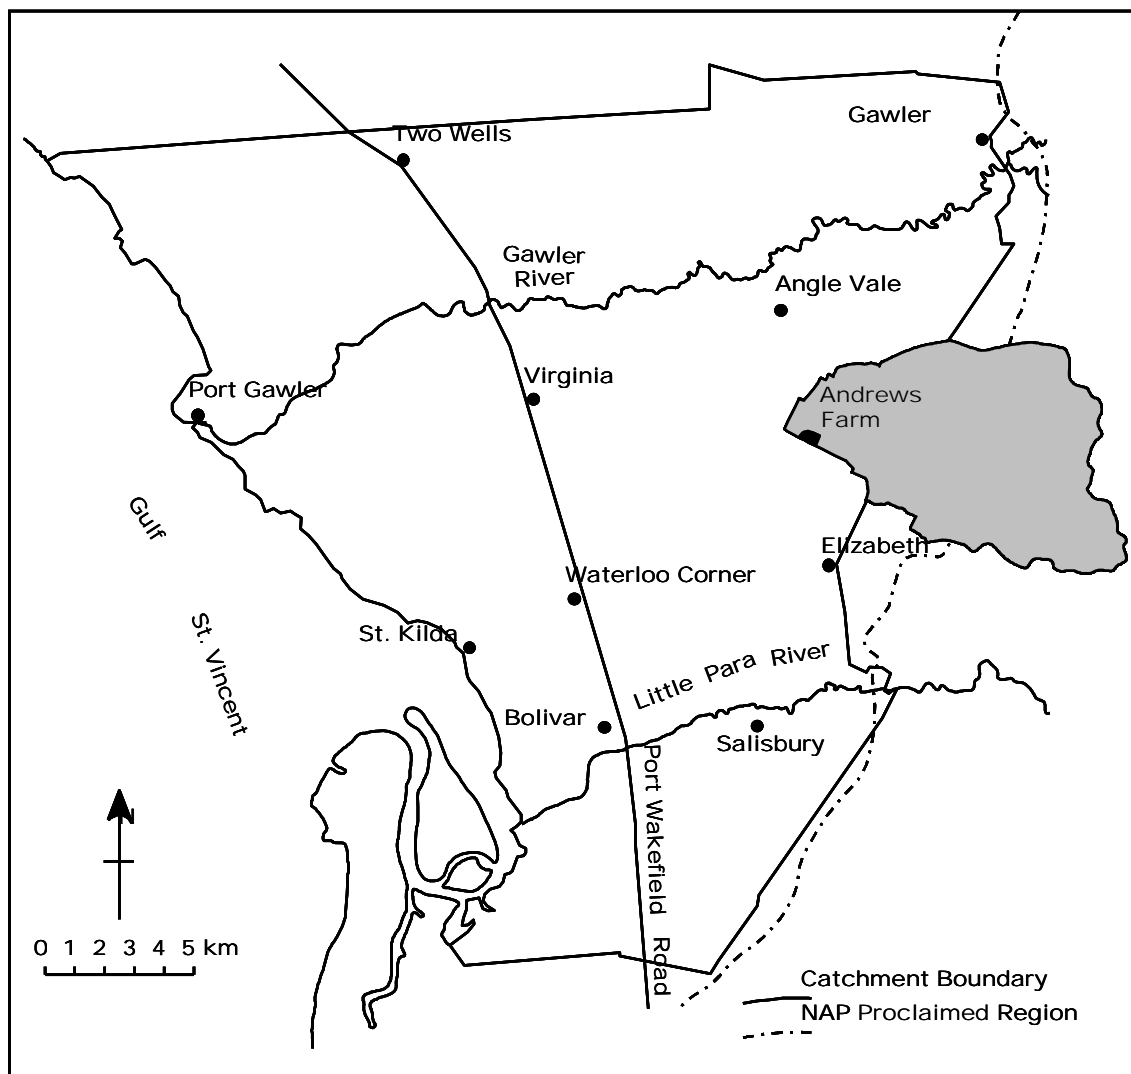 Two Wells
Gawler
Gawler
River
Angle Vale
Virginia
Port Gawler
Andrews
Farm
Gulf
Elizabeth
Waterloo Corner
St. Kilda
St. Vincent
Little Para River
Bolivar
Salisbury
Port Wakefield Road
0 1 2 3 4 5 km
Catchment Boundary
NAP Proclaimed Region